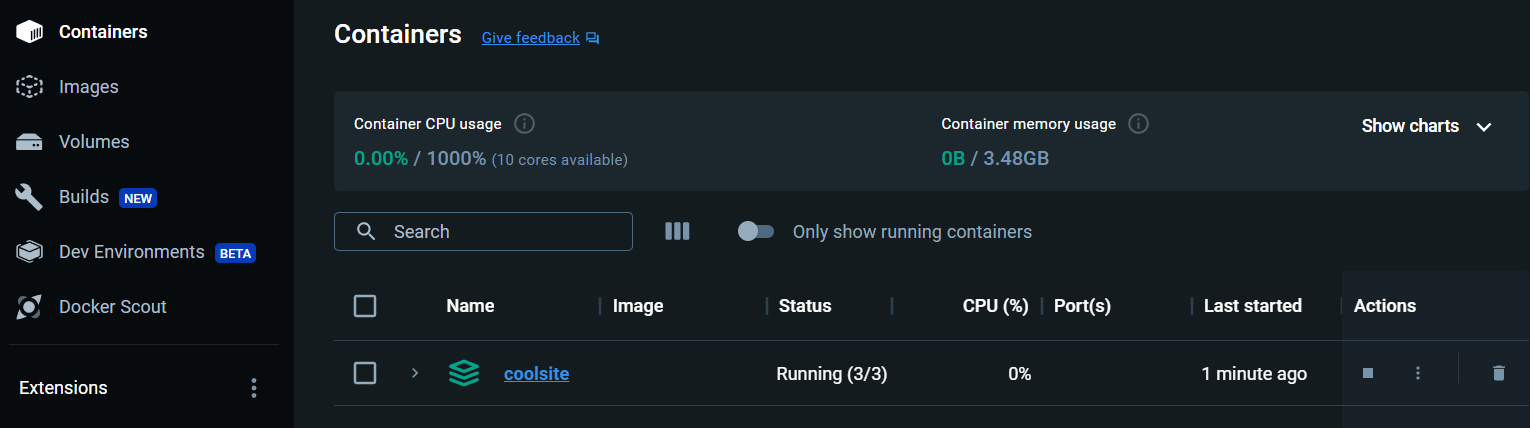 Containers
Images
Volumes
Builds NEW
Dev Environments BETA
Docker Scout
Extensions
Containers Give feedback
Container CPU usage
0.00% / 1000% (10 cores available)
Container memory usage
0B / 3.48GB
Show charts
Search
Only show running containers
Name Image Status CPU (%) Port(s) Last started Actions
coolsite Running (3/3) 0% 1 minute ago